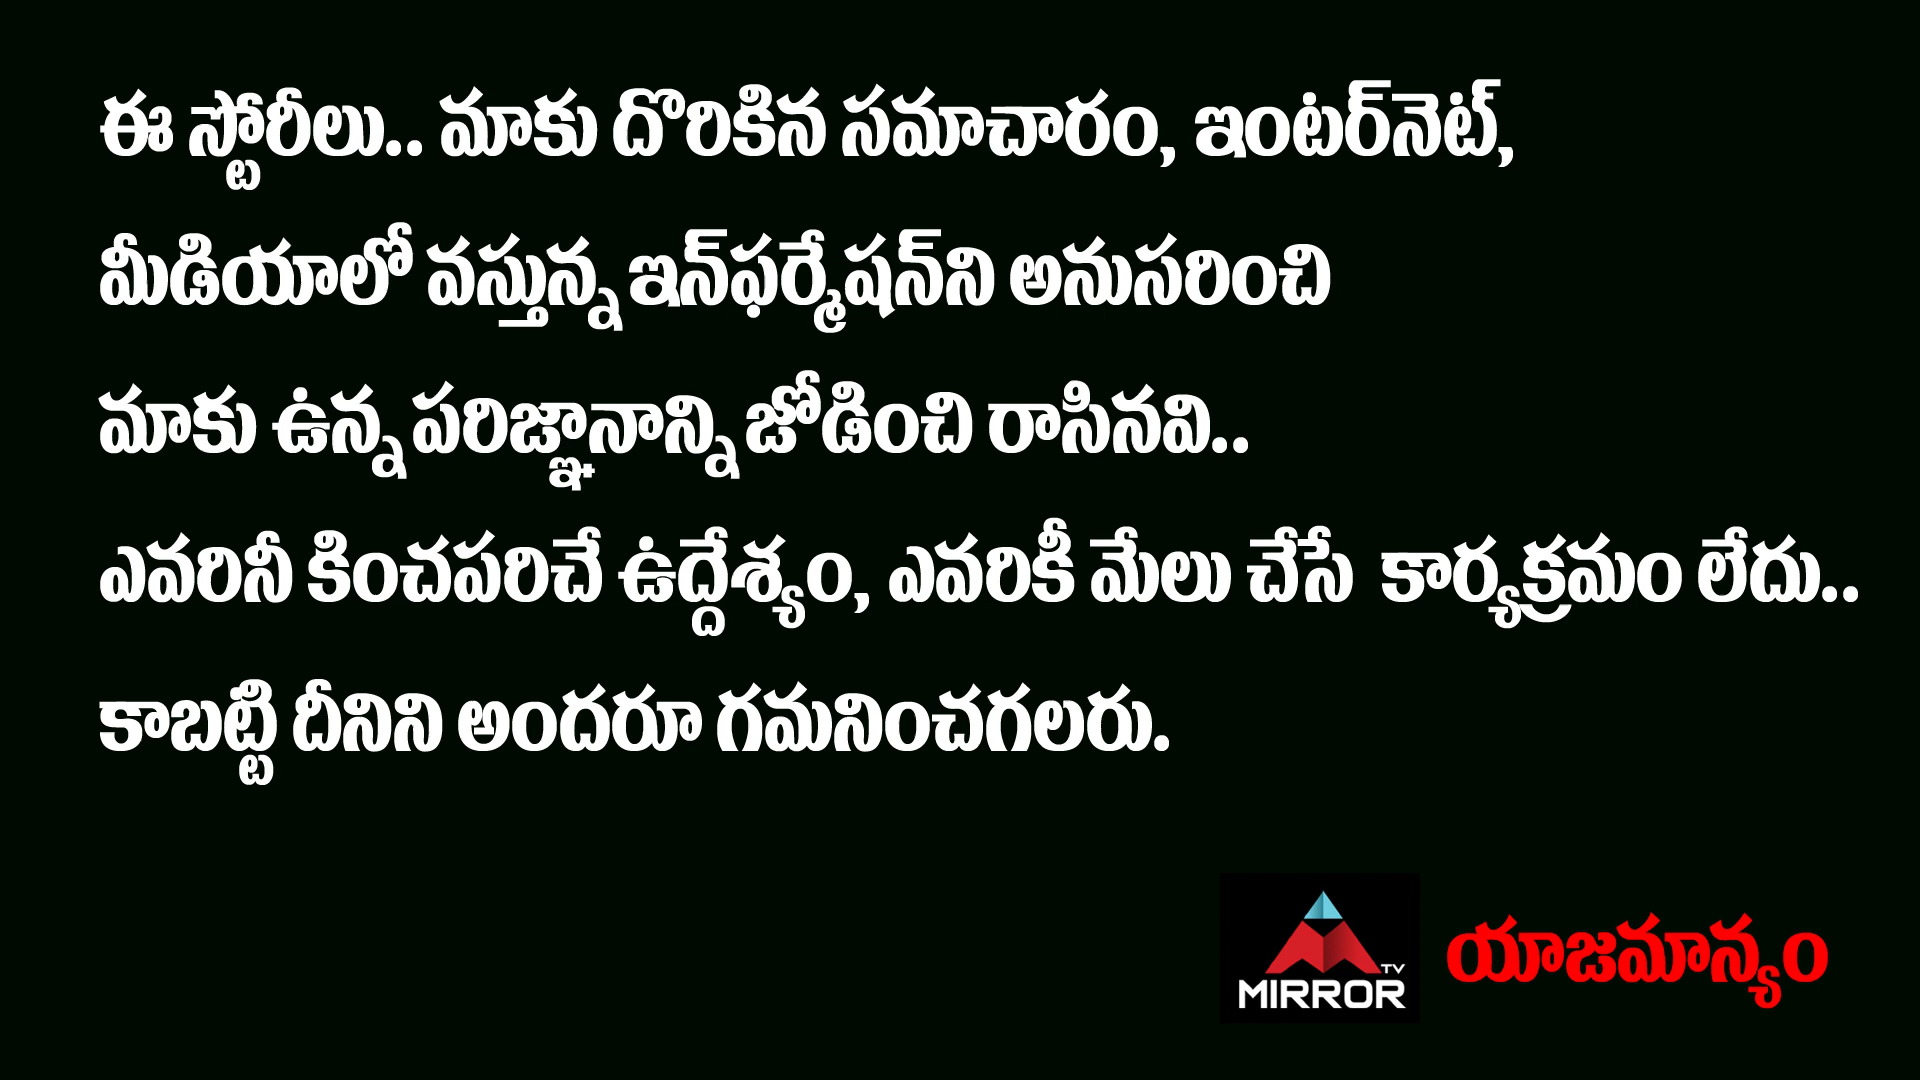 ఈ స్టోరీలు.. మాకు దొరికిన సమాచారం, ఇంటర్‌నెట్,
మీడియాలో వస్తున్న ఇన్‌ఫర్మేషన్‌ని అనుసరించి
మాకు ఉన్న పరిజ్ఞానాన్ని జోడించి రాసినవి..
ఎవరినీ కించపరిచే ఉద్దేశ్యం, ఎవరికీ మేలు చేసే కార్యక్రమం లేదు..
కాబట్టి దీనిని అందరూ గమనించగలరు.
TV
MIRROR
యాజమాన్యం